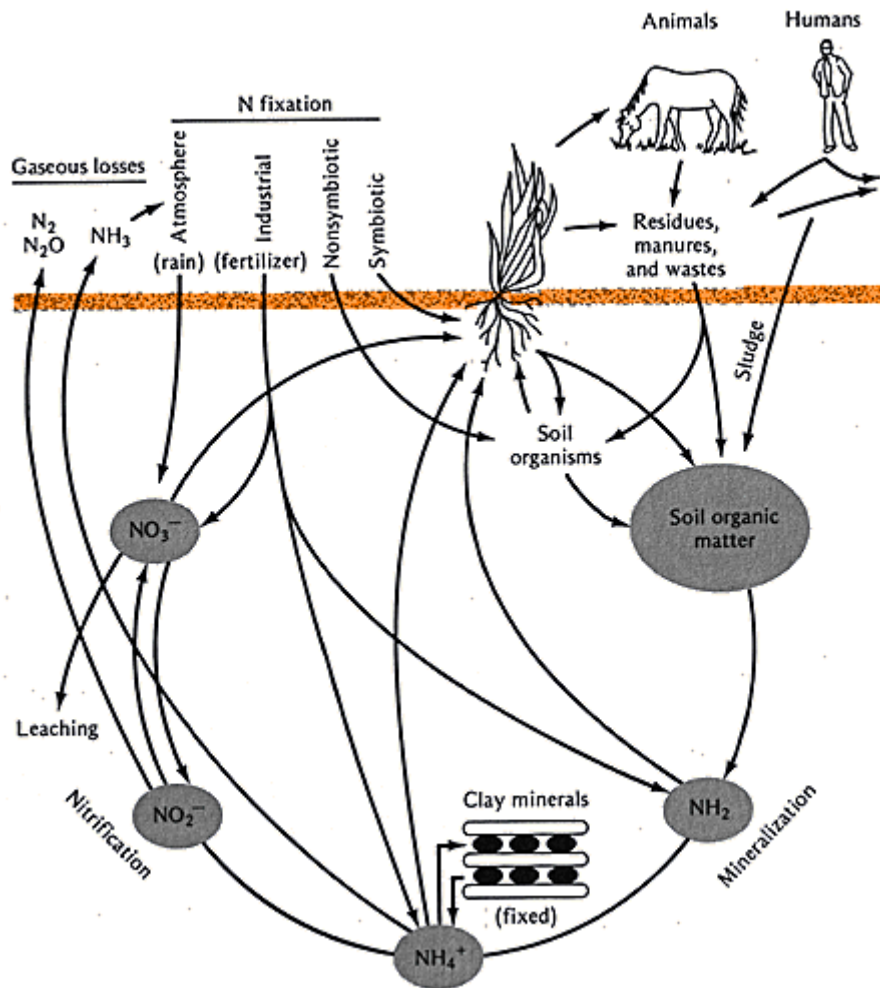 Animals
Humans
N fixation
Gaseous losses
Atmosphere
(rain)
Industrial
(fertilizer)
Nonsymbiotic
Symbiotic
N₂
N₂O
NH₃
Residues,
manures,
and wastes
Sludge
Soil
organisms
Soil organic
matter
NO₃⁻
Leaching
Nitrification
NO₂⁻
Clay minerals
(fixed)
NH₂
Mineralization
NH₄⁺